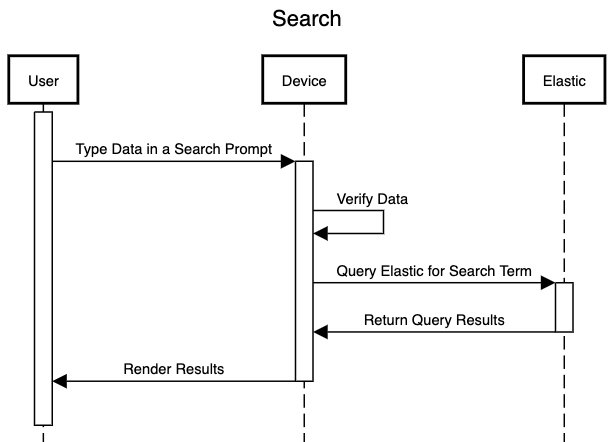 Search
User
Device
Elastic
Type Data in a Search Prompt
Verify Data
Query Elastic for Search Term
Return Query Results
Render Results